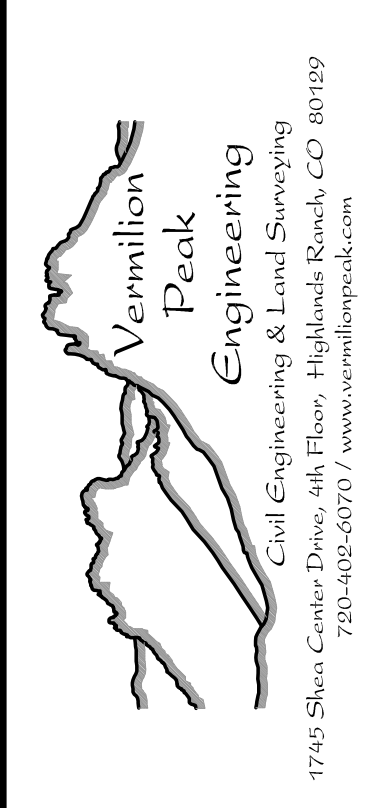 Vermilion
Peak
Engineering
Civil Engineering & Land Surveying
1745 Shea Center Drive, 4th Floor, Highlands Ranch, CO 80129
720-402-6070 / www.vermilionpeak.com